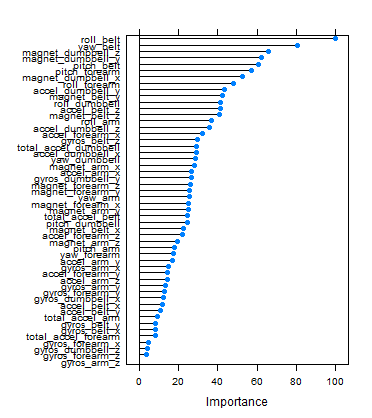 roll_belt
yaw_belt
magnet_dumbbell_z
magnet_dumbbell_y
pitch_belt
pitch_forearm
magnet_dumbbell_x
roll_forearm
accel_dumbbell_y
magnet_belt_y
roll_dumbbell
accel_belt_z
magnet_belt_z
roll_arm
accel_dumbbell_z
accel_forearm_x
gyros_belt_z
total_accel_dumbbell
accel_dumbbell_x
yaw_dumbbell
magnet_arm_x
accel_arm_x
gyros_dumbbell_y
magnet_forearm_z
magnet_forearm_y
yaw_arm
magnet_forearm_x
magnet_arm_y
total_accel_belt
pitch_dumbbell
magnet_belt_x
accel_forearm_z
magnet_arm_z
pitch_arm
yaw_forearm
accel_arm_y
gyros_arm_x
accel_forearm_y
accel_arm_z
gyros_arm_y
gyros_forearm_y
gyros_dumbbell_x
accel_belt_x
accel_belt_y
total_accel_arm
gyros_belt_y
gyros_belt_x
total_accel_forearm
gyros_forearm_x
gyros_dumbbell_z
gyros_forearm_z
gyros_arm_z
0 20 40 60 80 100
Importance